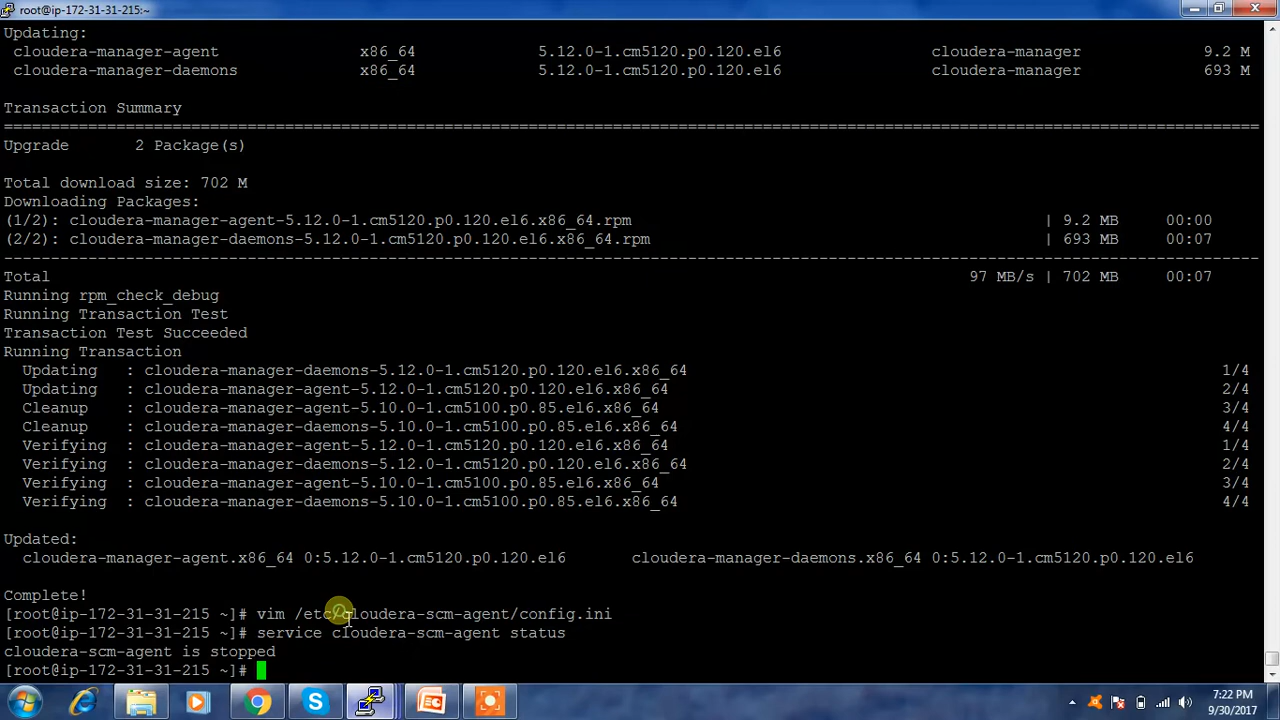 root@ip-172-31-31-215:~
Updating:
cloudera-manager-agent x86_64 5.12.0-1.cm5120.p0.120.el6 cloudera-manager 9.2 M
cloudera-manager-daemons x86_64 5.12.0-1.cm5120.p0.120.el6 cloudera-manager 693 M
Transaction Summary
================================================================================
Upgrade 2 Package(s)
Total download size: 702 M
Downloading Packages:
(1/2): cloudera-manager-agent-5.12.0-1.cm5120.p0.120.el6.x86_64.rpm | 9.2 MB 00:00
(2/2): cloudera-manager-daemons-5.12.0-1.cm5120.p0.120.el6.x86_64.rpm | 693 MB 00:07
--------------------------------------------------------------------------------
Total 97 MB/s | 702 MB 00:07
Running rpm_check_debug
Running Transaction Test
Transaction Test Succeeded
Running Transaction
Updating : cloudera-manager-daemons-5.12.0-1.cm5120.p0.120.el6.x86_64 1/4
Updating : cloudera-manager-agent-5.12.0-1.cm5120.p0.120.el6.x86_64 2/4
Cleanup : cloudera-manager-agent-5.10.0-1.cm5100.p0.85.el6.x86_64 3/4
Cleanup : cloudera-manager-daemons-5.10.0-1.cm5100.p0.85.el6.x86_64 4/4
Verifying : cloudera-manager-agent-5.12.0-1.cm5120.p0.120.el6.x86_64 1/4
Verifying : cloudera-manager-daemons-5.12.0-1.cm5120.p0.120.el6.x86_64 2/4
Verifying : cloudera-manager-agent-5.10.0-1.cm5100.p0.85.el6.x86_64 3/4
Verifying : cloudera-manager-daemons-5.10.0-1.cm5100.p0.85.el6.x86_64 4/4
Updated:
cloudera-manager-agent.x86_64 0:5.12.0-1.cm5120.p0.120.el6 cloudera-manager-daemons.x86_64 0:5.12.0-1.cm5120.p0.120.el6
Complete!
[root@ip-172-31-31-215 ~]# vim /etc/cloudera-scm-agent/config.ini
[root@ip-172-31-31-215 ~]# service cloudera-scm-agent status
cloudera-scm-agent is stopped
[root@ip-172-31-31-215 ~]#
7:22 PM
9/30/2017